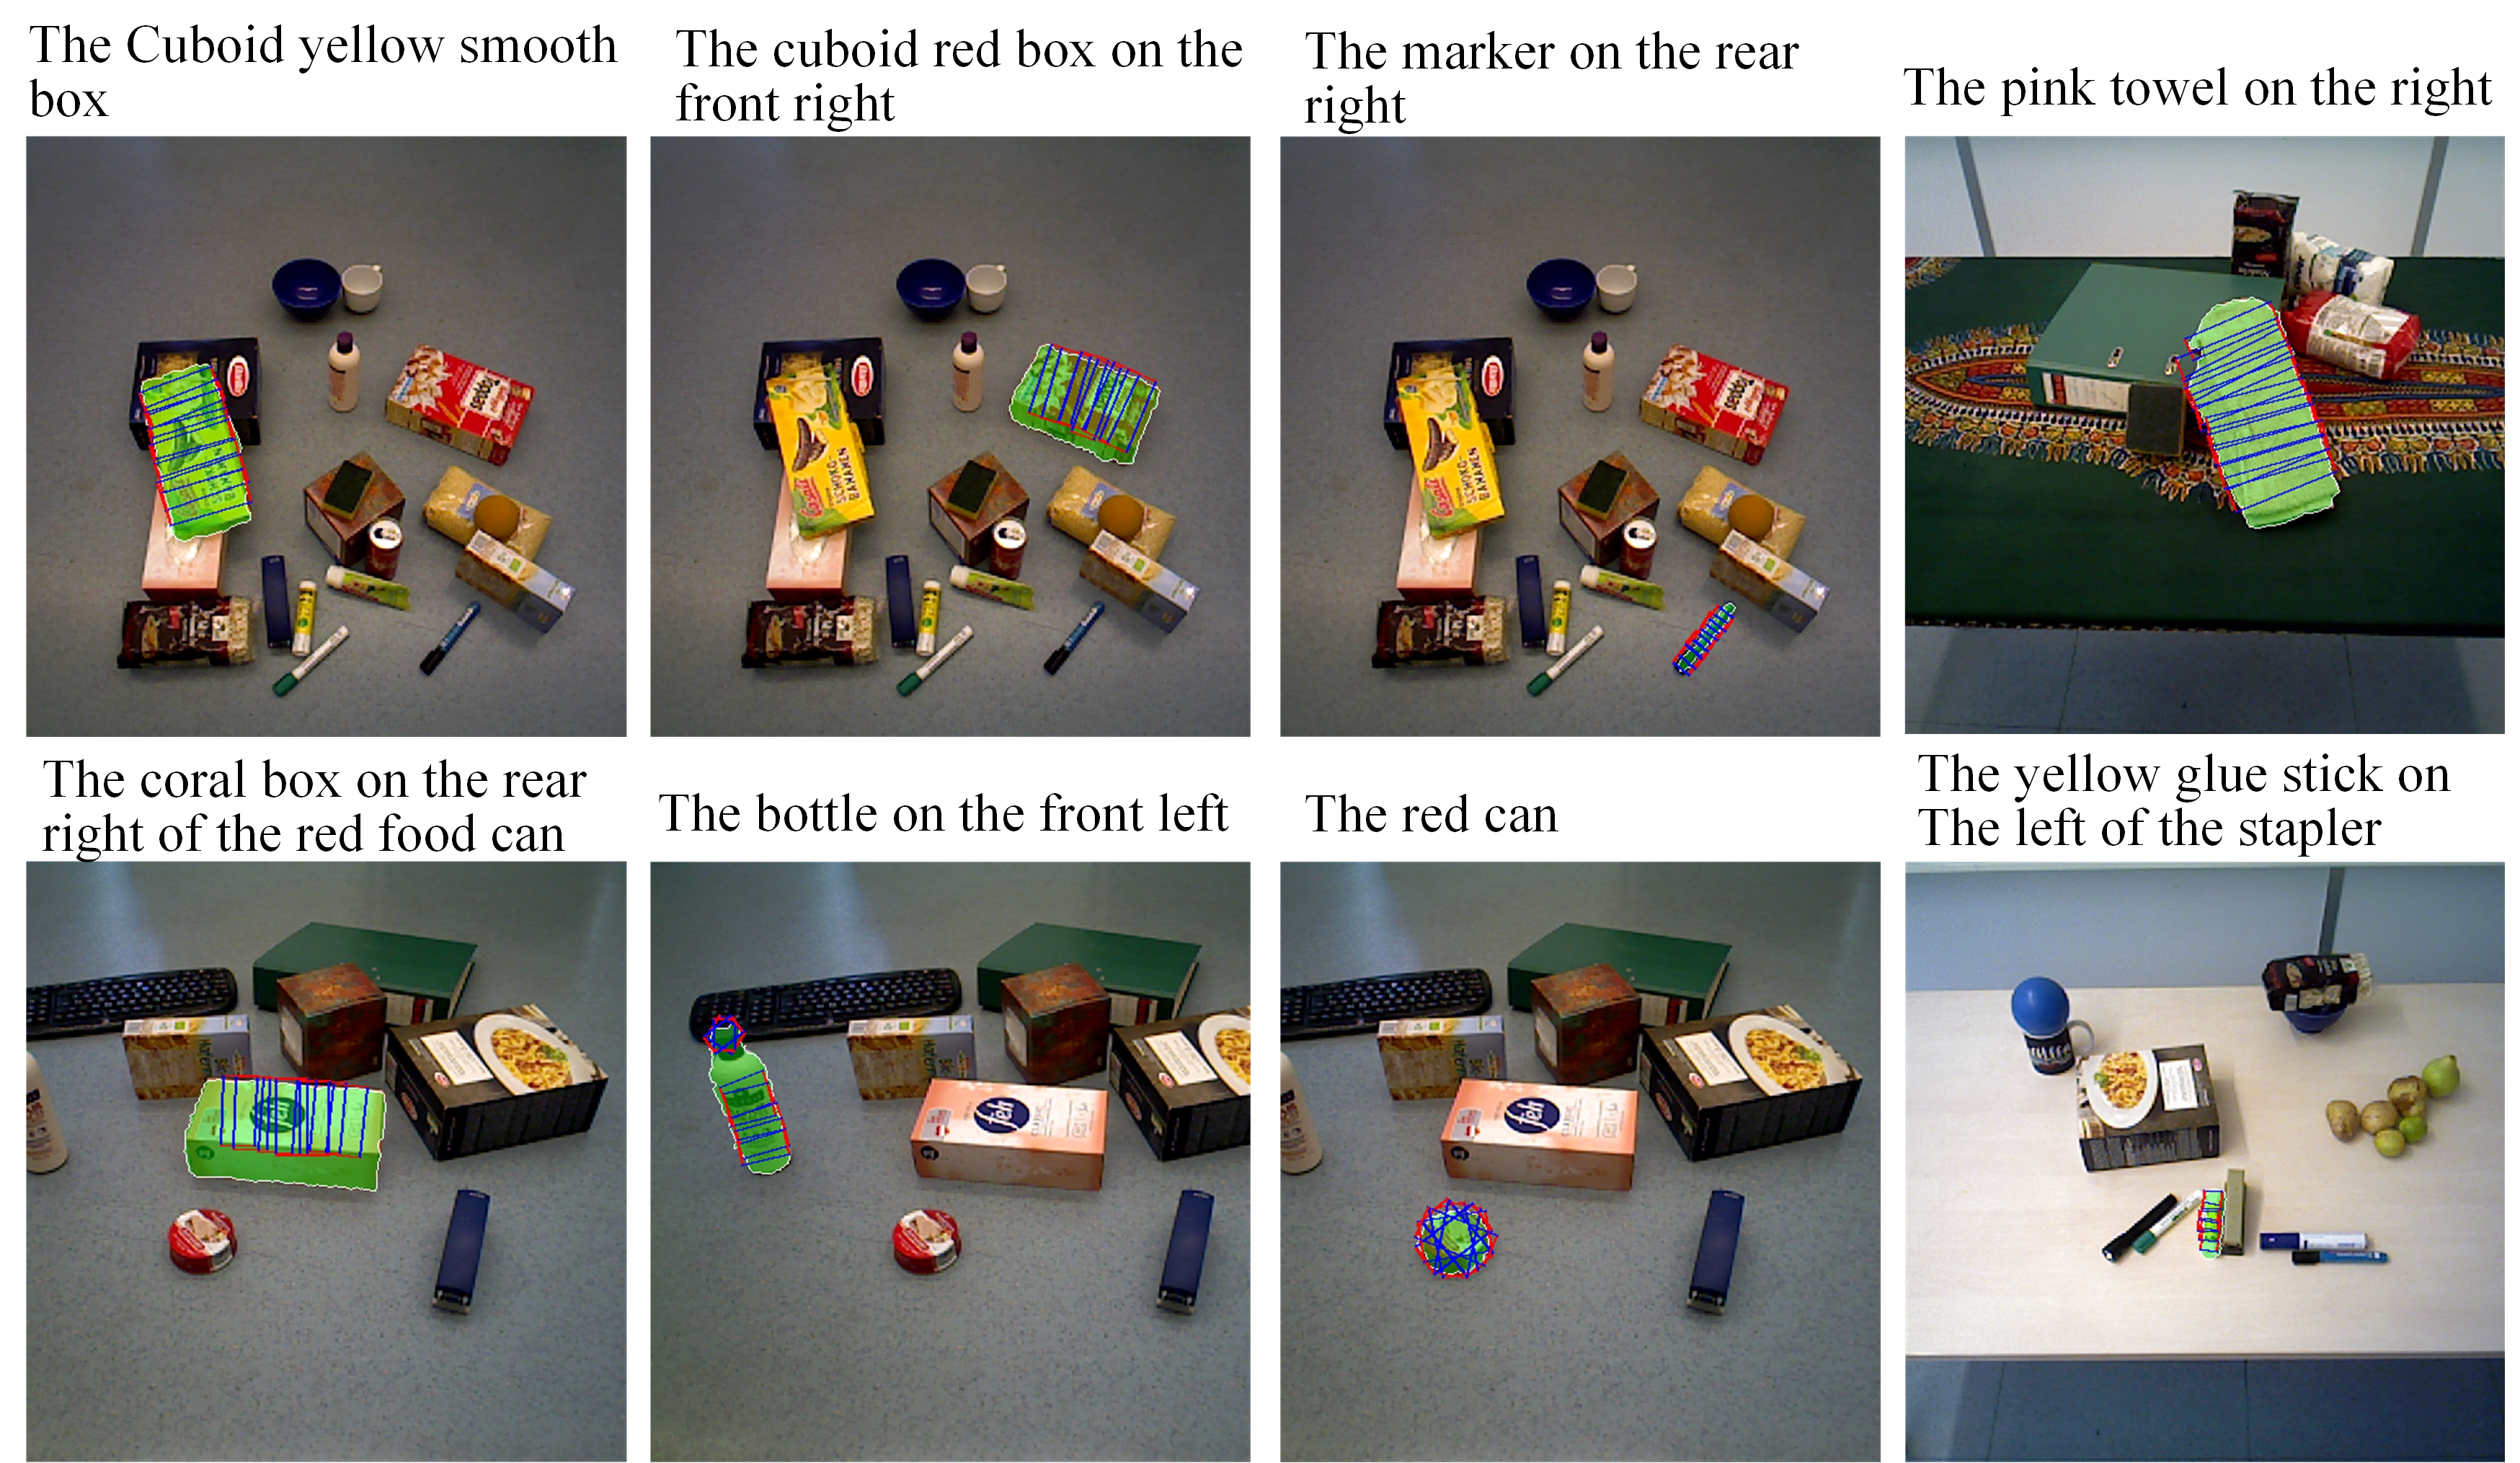 The Cuboid yellow smooth
box
The cuboid red box on the
front right
The marker on the rear
right
The pink towel on the right
The coral box on the rear
right of the red food can
The bottle on the front left
The red can
The yellow glue stick on
The left of the stapler
feh
feh